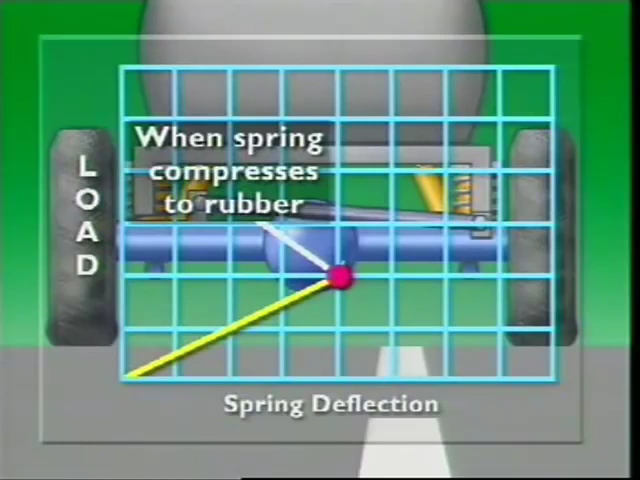 When spring
compresses
to rubber
LOAD
Spring Deflection